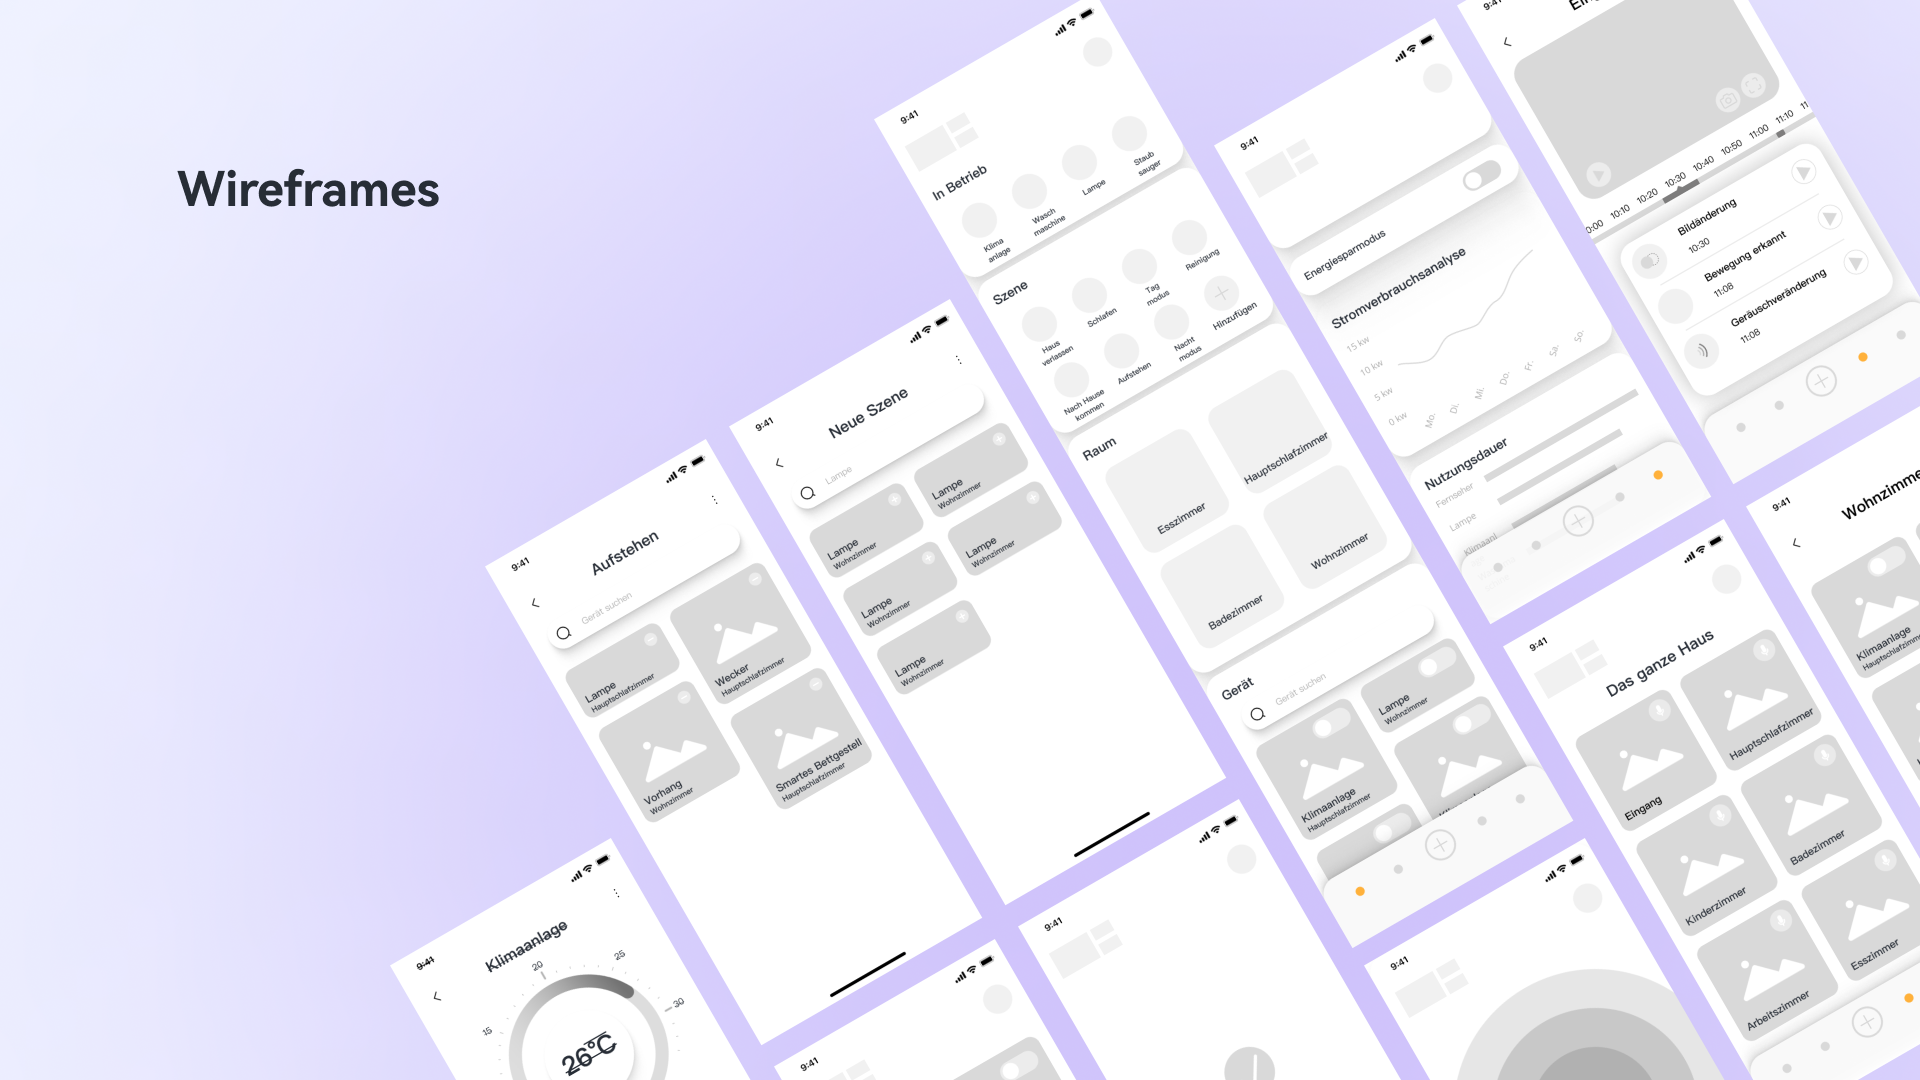 Wireframes
9:41
Klimaanlage
15
20
25
30
26°C
9:41
Aufstehen
Gerät suchen
Lampe
Hauptschlafzimmer
Wecker
Hauptschlafzimmer
Vorhang
Wohnzimmer
Smartes Bettgestell
Hauptschlafzimmer
9:41
Neue Szene
Lampe
Lampe
Wohnzimmer
Lampe
Wohnzimmer
Lampe
Wohnzimmer
Lampe
Wohnzimmer
Lampe
Wohnzimmer
9:41
In Betrieb
Klima
anlage
Wasch
maschine
Lampe
Staub
sauger
Szene
Haus
verlassen
Schlafen
Tag
modus
Reinigung
Nach Hause
kommen
Aufstehen
Nacht
modus
Hinzufügen
Raum
Esszimmer
Hauptschlafzimmer
Badezimmer
Wohnzimmer
Gerät
Gerät suchen
Klimaanlage
Hauptschlafzimmer
Lampe
Wohnzimmer
9:41
Energiesparmodus
Stromverbrauchsanalyse
15 kw
10 kw
5 kw
0 kw
Mo.
Di.
Mi.
Do.
Fr.
Sa.
So.
Nutzungsdauer
Fernseher
Lampe
Klimaanl
9:41
10:10
10:20
10:30
10:40
10:50
11:00
11:10
Bildänderung
10:30
Bewegung erkannt
11:08
Geräuschveränderung
11:08
9:41
Das ganze Haus
Eingang
Hauptschlafzimmer
Kinderzimmer
Badezimmer
Arbeitszimmer
Esszimmer
9:41
Wohnzimme
Klimaanlage
Hauptschlafzimme
9:41
9:41
9:41